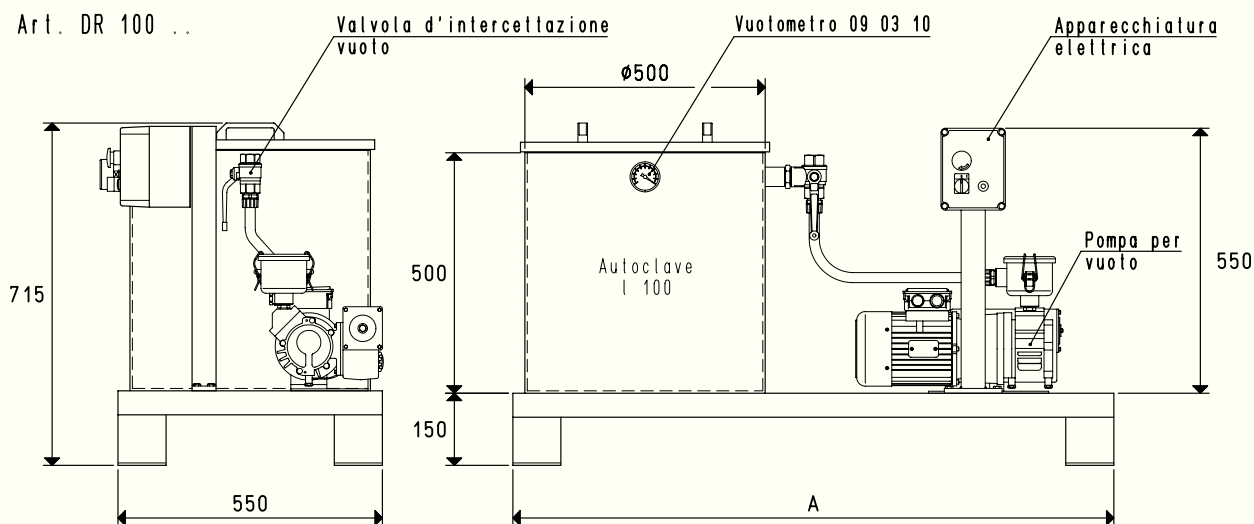 Art. DR 100 ..
Valvola d'intercettazione
vuoto
Vuotometro 09 03 10
Apparecchiatura
elettrica
ø500
715
500
Autoclave
l 100
Pompa per
vuoto
550
150
550
A